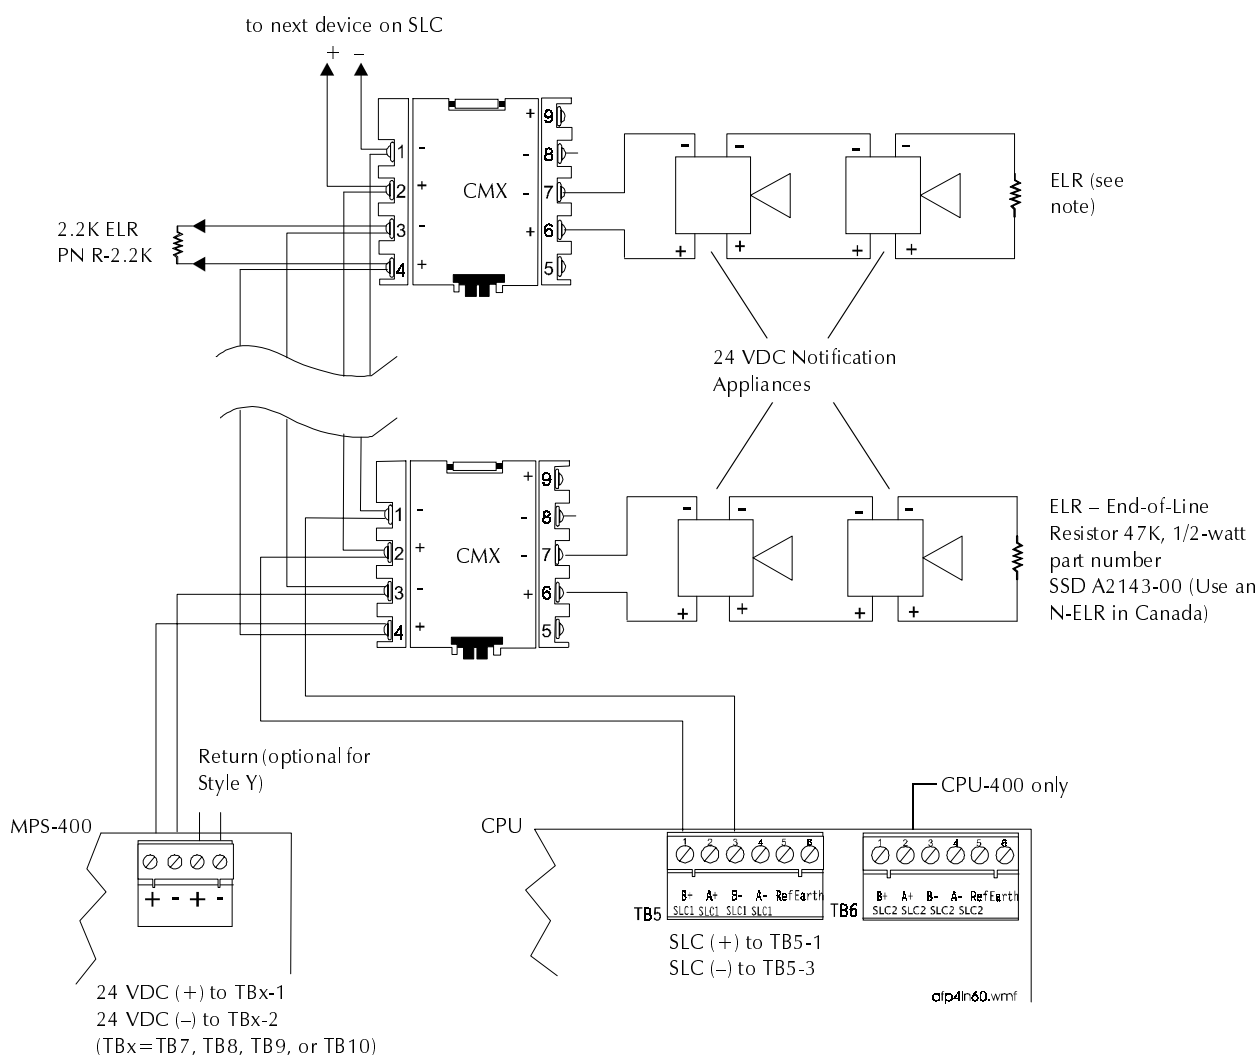 to next device on SLC
+ –
9
1 - + 8
- CMX
2 + - 7
3 - + 6
4 + 5
- - - -
+ + + +
2.2K ELR
PN R-2.2K
ELR (see
note)
24 VDC Notification
Appliances
+ 9
1 - - 8
2 + CMX - 7
3 - + 6
4 + 5
- - - -
+ + + +
ELR – End-of-Line
Resistor 47K, 1/2-watt
part number
SSD A2143-00 (Use an
N-ELR in Canada)
Return (optional for
Style Y)
MPS-400
+ - + -
24 VDC (+) to TBx-1
24 VDC (–) to TBx-2
(TBx=TB7, TB8, TB9, or TB10)
CPU
CPU-400 only
1 2 3 4 5 6
B+ A+ B- A- Ref Earth
TB5 SLC1 SLC1 SLC1 SLC1
SLC (+) to TB5-1
SLC (–) to TB5-3
1 2 3 4 5 6
B+ A+ B- A- Ref Earth
TB6 SLC2 SLC2 SLC2 SLC2
afp4in60.wmf